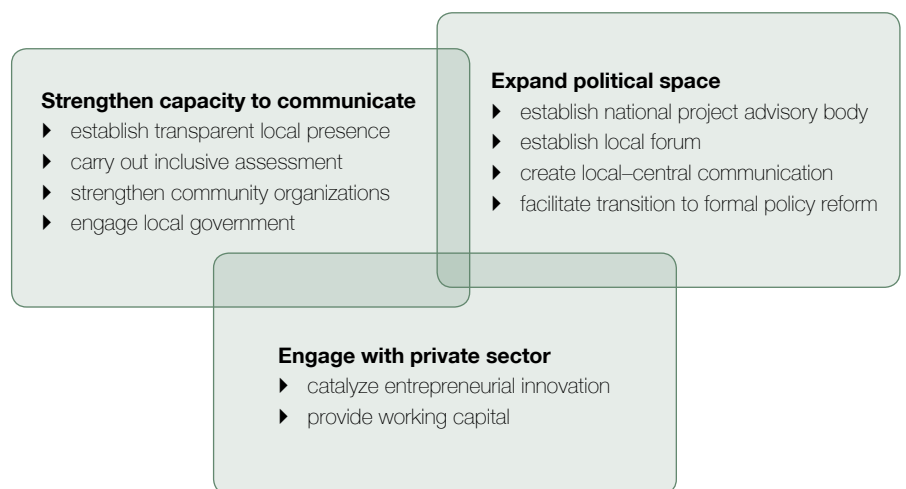 Strengthen capacity to communicate
▶ establish transparent local presence
▶ carry out inclusive assessment
▶ strengthen community organizations
▶ engage local government
Expand political space
▶ establish national project advisory body
▶ establish local forum
▶ create local–central communication
▶ facilitate transition to formal policy reform
Engage with private sector
▶ catalyze entrepreneurial innovation
▶ provide working capital